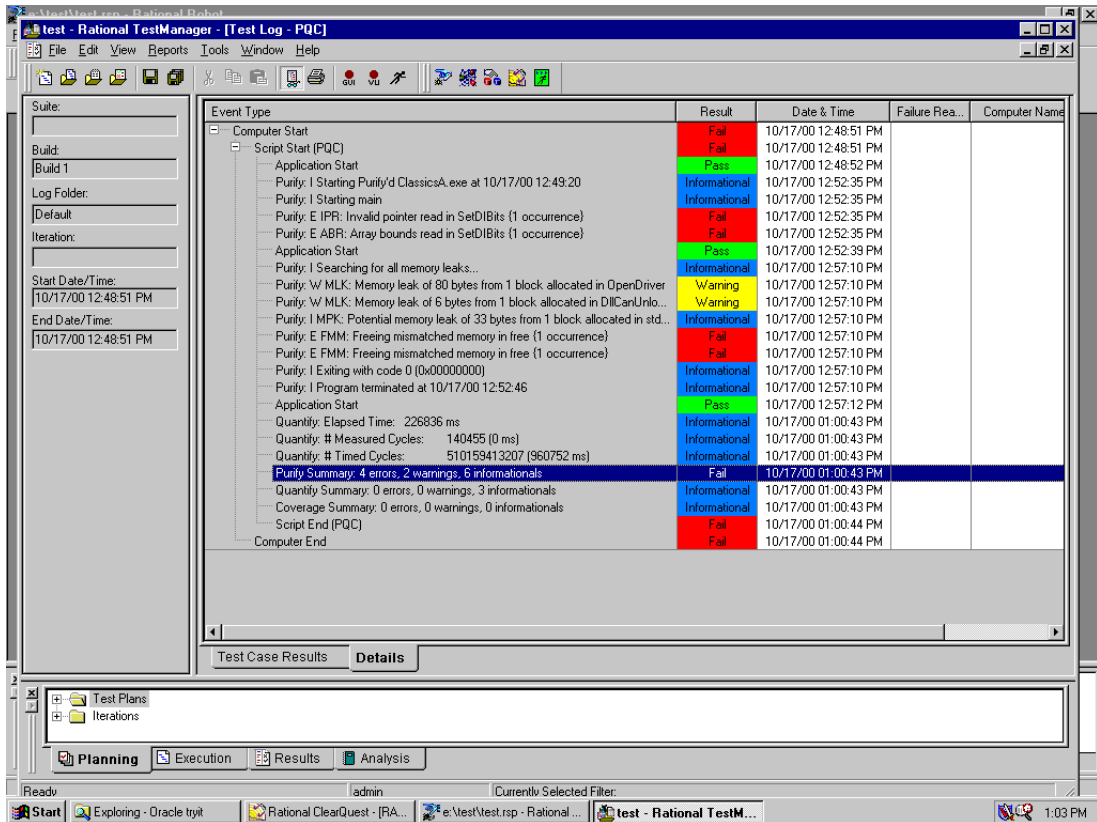 e:\test\test.rsp - Rational Robot
test - Rational TestManager - [Test Log - PQC]
File Edit View Reports Tools Window Help
GUI VU
Suite:
Build:
Build 1
Log Folder:
Default
Iteration:
Start Date/Time:
10/17/00 12:48:51 PM
End Date/Time:
10/17/00 12:48:51 PM
Event Type Result Date & Time Failure Rea... Computer Name
Computer Start Fail 10/17/00 12:48:51 PM
Script Start (PQC) Fail 10/17/00 12:48:51 PM
Application Start Pass 10/17/00 12:48:52 PM
Purify: I Starting Purify'd ClassicsA.exe at 10/17/00 12:49:20 Informational 10/17/00 12:52:35 PM
Purify: I Starting main Informational 10/17/00 12:52:35 PM
Purify: E IPR: Invalid pointer read in SetDIBits {1 occurrence} Fail 10/17/00 12:52:35 PM
Purify: E ABR: Array bounds read in SetDIBits {1 occurrence} Fail 10/17/00 12:52:35 PM
Application Start Pass 10/17/00 12:52:39 PM
Purify: I Searching for all memory leaks... Informational 10/17/00 12:57:10 PM
Purify: W MLK: Memory leak of 80 bytes from 1 block allocated in OpenDriver Warning 10/17/00 12:57:10 PM
Purify: W MLK: Memory leak of 6 bytes from 1 block allocated in DllCanUnlo... Warning 10/17/00 12:57:10 PM
Purify: I MPK: Potential memory leak of 33 bytes from 1 block allocated in std... Informational 10/17/00 12:57:10 PM
Purify: E FMM: Freeing mismatched memory in free {1 occurrence} Fail 10/17/00 12:57:10 PM
Purify: E FMM: Freeing mismatched memory in free {1 occurrence} Fail 10/17/00 12:57:10 PM
Purify: I Exiting with code 0 (0x00000000) Informational 10/17/00 12:57:10 PM
Purify: I Program terminated at 10/17/00 12:52:46 Informational 10/17/00 12:57:10 PM
Application Start Pass 10/17/00 12:57:12 PM
Quantify: Elapsed Time: 226836 ms Informational 10/17/00 01:00:43 PM
Quantify: # Measured Cycles: 140455 (0 ms) Informational 10/17/00 01:00:43 PM
Quantify: # Timed Cycles: 510159413207 (960752 ms) Informational 10/17/00 01:00:43 PM
Purify Summary: 4 errors, 2 warnings, 6 informationals Fail 10/17/00 01:00:43 PM
Quantify Summary: 0 errors, 0 warnings, 3 informationals Informational 10/17/00 01:00:43 PM
Coverage Summary: 0 errors, 0 warnings, 0 informationals Informational 10/17/00 01:00:43 PM
Script End (PQC) Fail 10/17/00 01:00:44 PM
Computer End Fail 10/17/00 01:00:44 PM
Test Case Results Details
Test Plans
Iterations
Planning Execution Results Analysis
Ready admin Currently Selected Filter:
Start Exploring - Oracle tryit Rational ClearQuest - [RA... e:\test\test.rsp - Rational ... test - Rational TestM... 1:03 PM